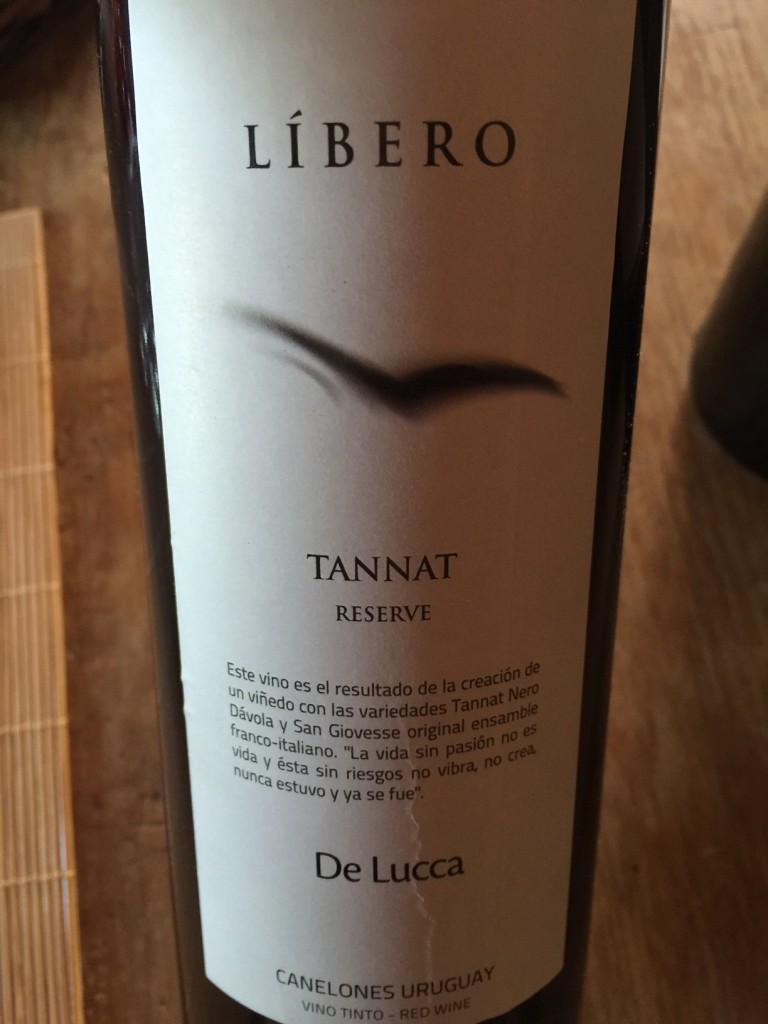 LÍBERO
TANNAT
RESERVE
Este vino es el resultado de la creación de
un viñedo con las variedades Tannat Nero
Dávola y San Giovesse original ensamble
franco-italiano. "La vida sin pasión no es
vida y ésta sin riesgos no vibra, no crea,
nunca estuvo y ya se fue".
De Lucca
CANELONES URUGUAY
VINO TINTO - RED WINE